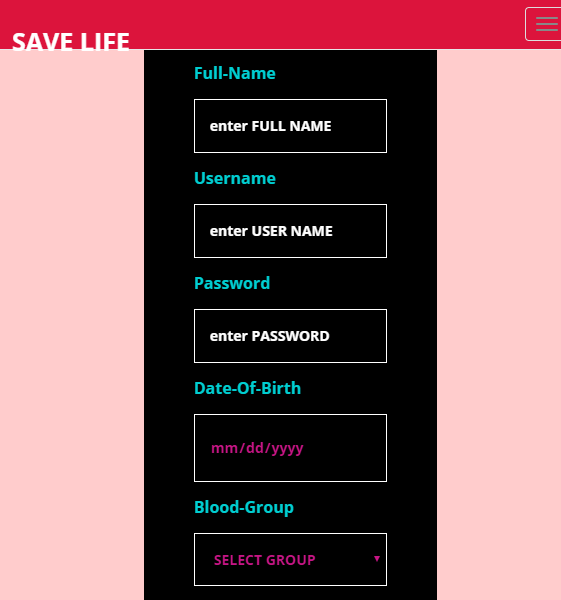 SAVE LIFE
Full-Name
enter FULL NAME
Username
enter USER NAME
Password
enter PASSWORD
Date-Of-Birth
mm/dd/yyyy
Blood-Group
SELECT GROUP